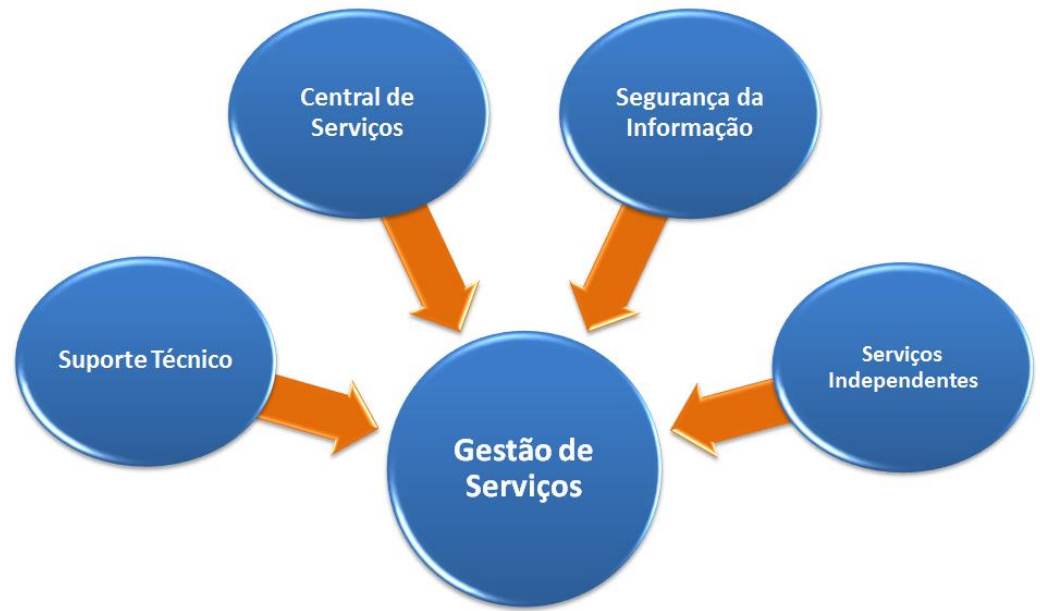 Central de
Serviços
Segurança da
Informação
Suporte Técnico
Serviços
Independentes
Gestão de
Serviços